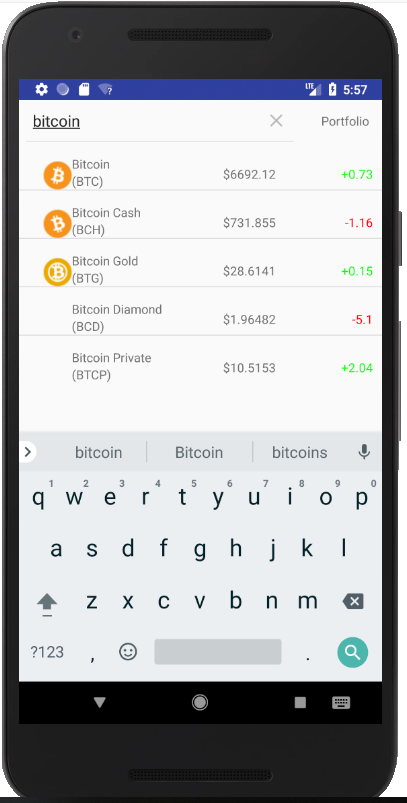 LTE 5:57
bitcoin Portfolio
Bitcoin
(BTC) $6692.12 +0.73
Bitcoin Cash
(BCH) $731.855 -1.16
Bitcoin Gold
(BTG) $28.6141 +0.15
Bitcoin Diamond
(BCD) $1.96482 -5.1
Bitcoin Private
(BTCP) $10.5153 +2.04
bitcoin Bitcoin bitcoins
1 2 3 4 5 6 7 8 9 0
q w e r t y u i o p
a s d f g h j k l
z x c v b n m
?123 , .